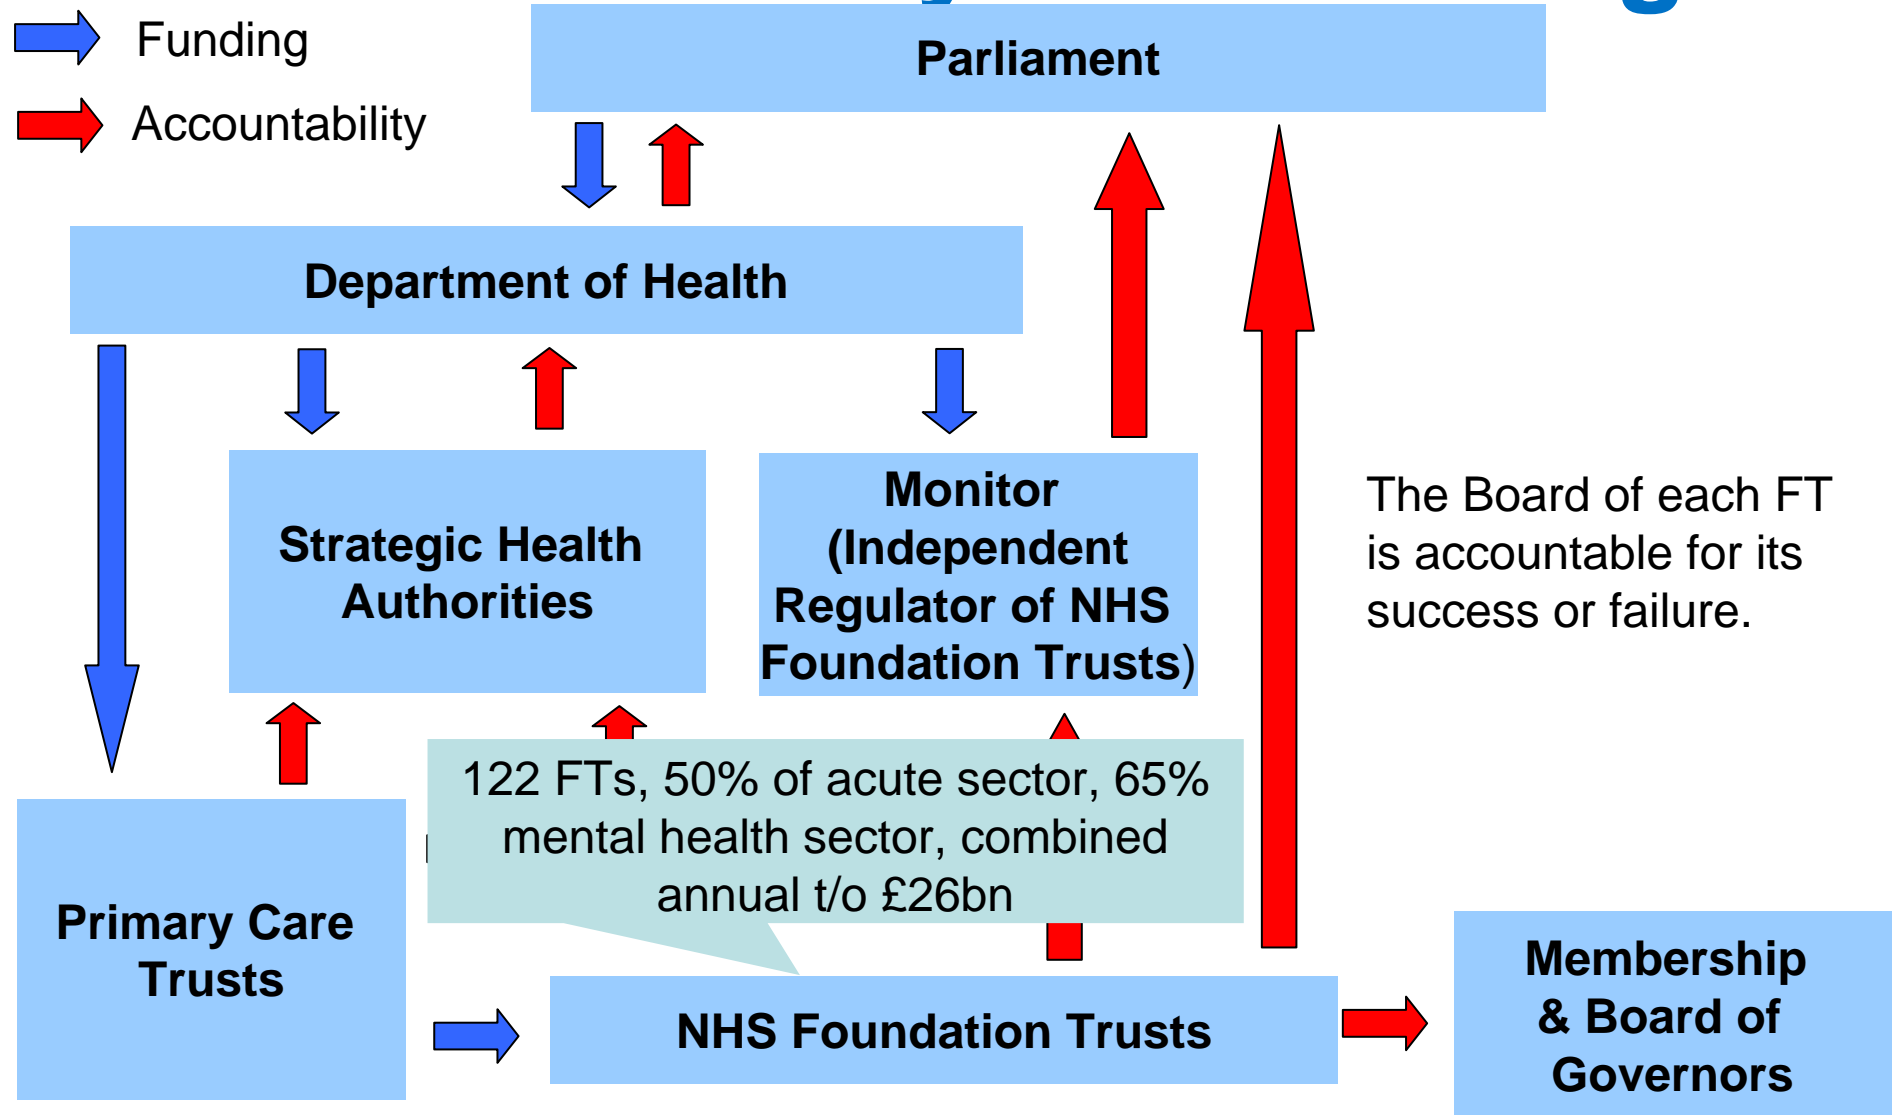 Funding
Accountability
Parliament
Department of Health
Strategic Health
Authorities
Monitor
(Independent
Regulator of NHS
Foundation Trusts)
The Board of each FT
is accountable for its
success or failure.
122 FTs, 50% of acute sector, 65%
mental health sector, combined
annual t/o £26bn
Primary Care
Trusts
NHS Foundation Trusts
Membership
& Board of
Governors